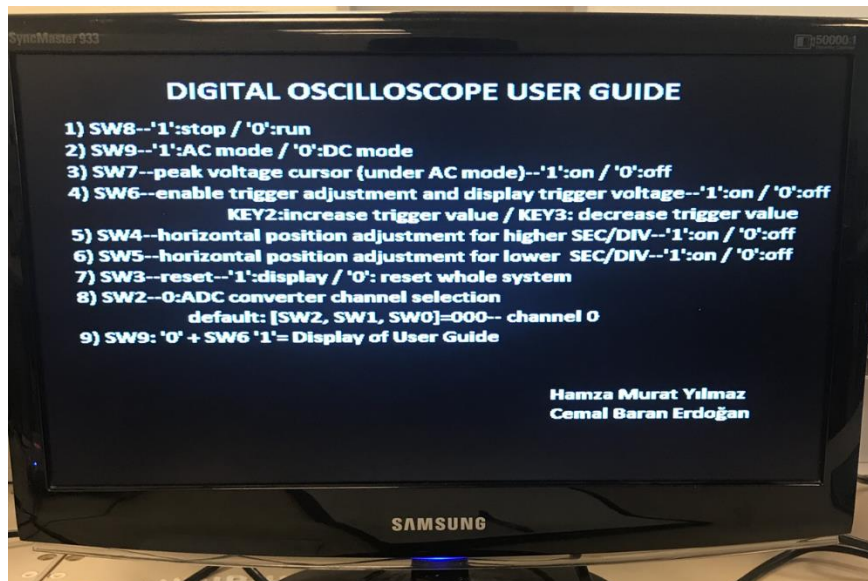 SyncMaster 933
50000:1
DIGITAL OSCILLOSCOPE USER GUIDE
1) SW8--'1':stop / '0':run
2) SW9--'1':AC mode / '0':DC mode
3) SW7--peak voltage cursor (under AC mode)--'1':on / '0':off
4) SW6--enable trigger adjustment and display trigger voltage--'1':on / '0':off
KEY2:increase trigger value / KEY3: decrease trigger value
5) SW4--horizontal position adjustment for higher SEC/DIV--'1':on / '0':off
6) SW5--horizontal position adjustment for lower SEC/DIV--'1':on / '0':off
7) SW3--reset--'1':display / '0': reset whole system
8) SW2--0:ADC converter channel selection
default: [SW2, SW1, SW0]=000-- channel 0
9) SW9: '0' + SW6 '1'= Display of User Guide
Hamza Murat Yılmaz
Cemal Baran Erdoğan
SAMSUNG